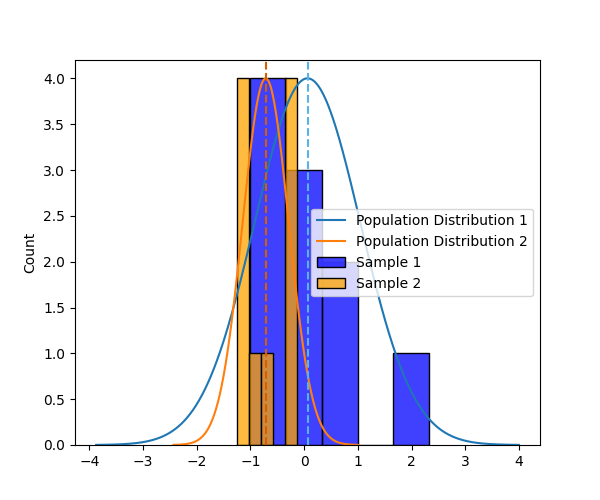 4.0
3.5
3.0
2.5
2.0
1.5
1.0
0.5
0.0
Count
Population Distribution 1
Population Distribution 2
Sample 1
Sample 2
−4 −3 −2 −1 0 1 2 3 4